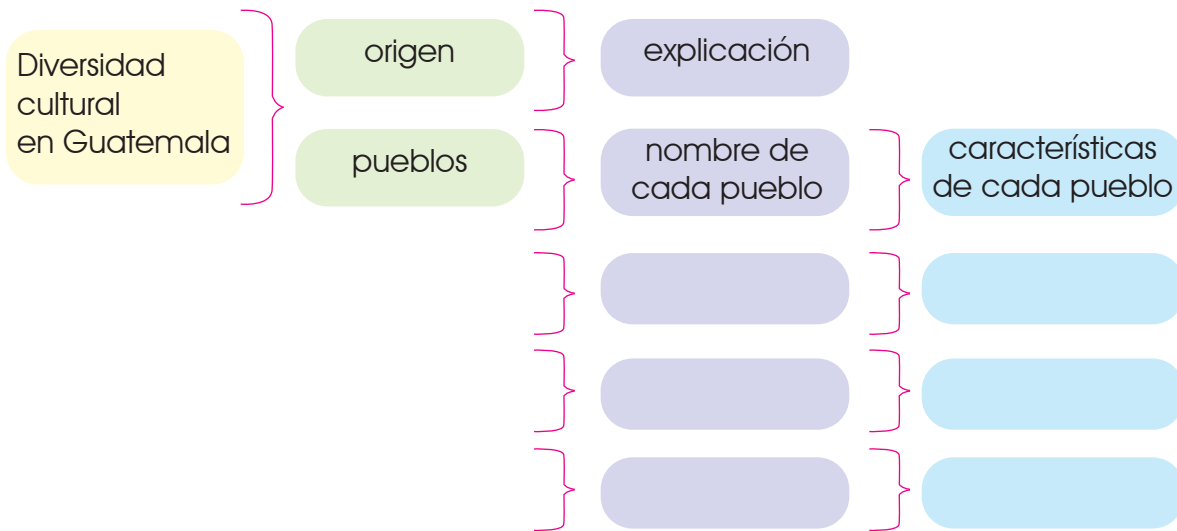 Diversidad
cultural
en Guatemala
origen
explicación
pueblos
nombre de
cada pueblo
características
de cada pueblo